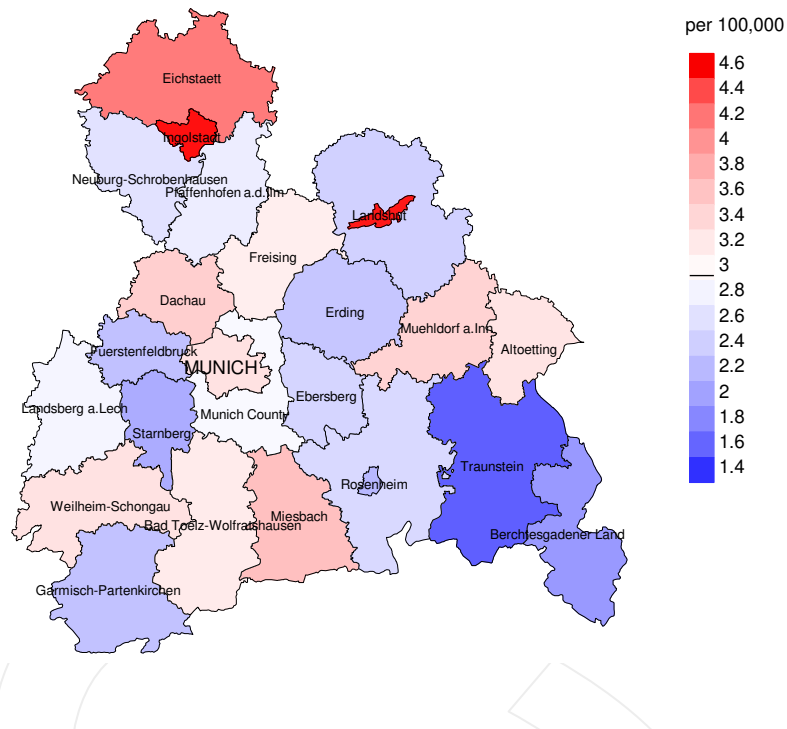 per 100,000
4.6
4.4
4.2
4
3.8
3.6
3.4
3.2
3
2.8
2.6
2.4
2.2
2
1.8
1.6
1.4
Eichstaett
Ingolstadt
Neuburg-Schrobenhausen
Pfaffenhofen a.d.Ilm
Landshut
Freising
Dachau
Erding
Muehldorf a.Inn
Altoetting
Fuerstenfeldbruck
MUNICH
Ebersberg
Landsberg a.Lech
Munich County
Starnberg
Traunstein
Rosenheim
Weilheim-Schongau
Miesbach
Bad Toelz-Wolfratshausen
Berchtesgadener Land
Garmisch-Partenkirchen